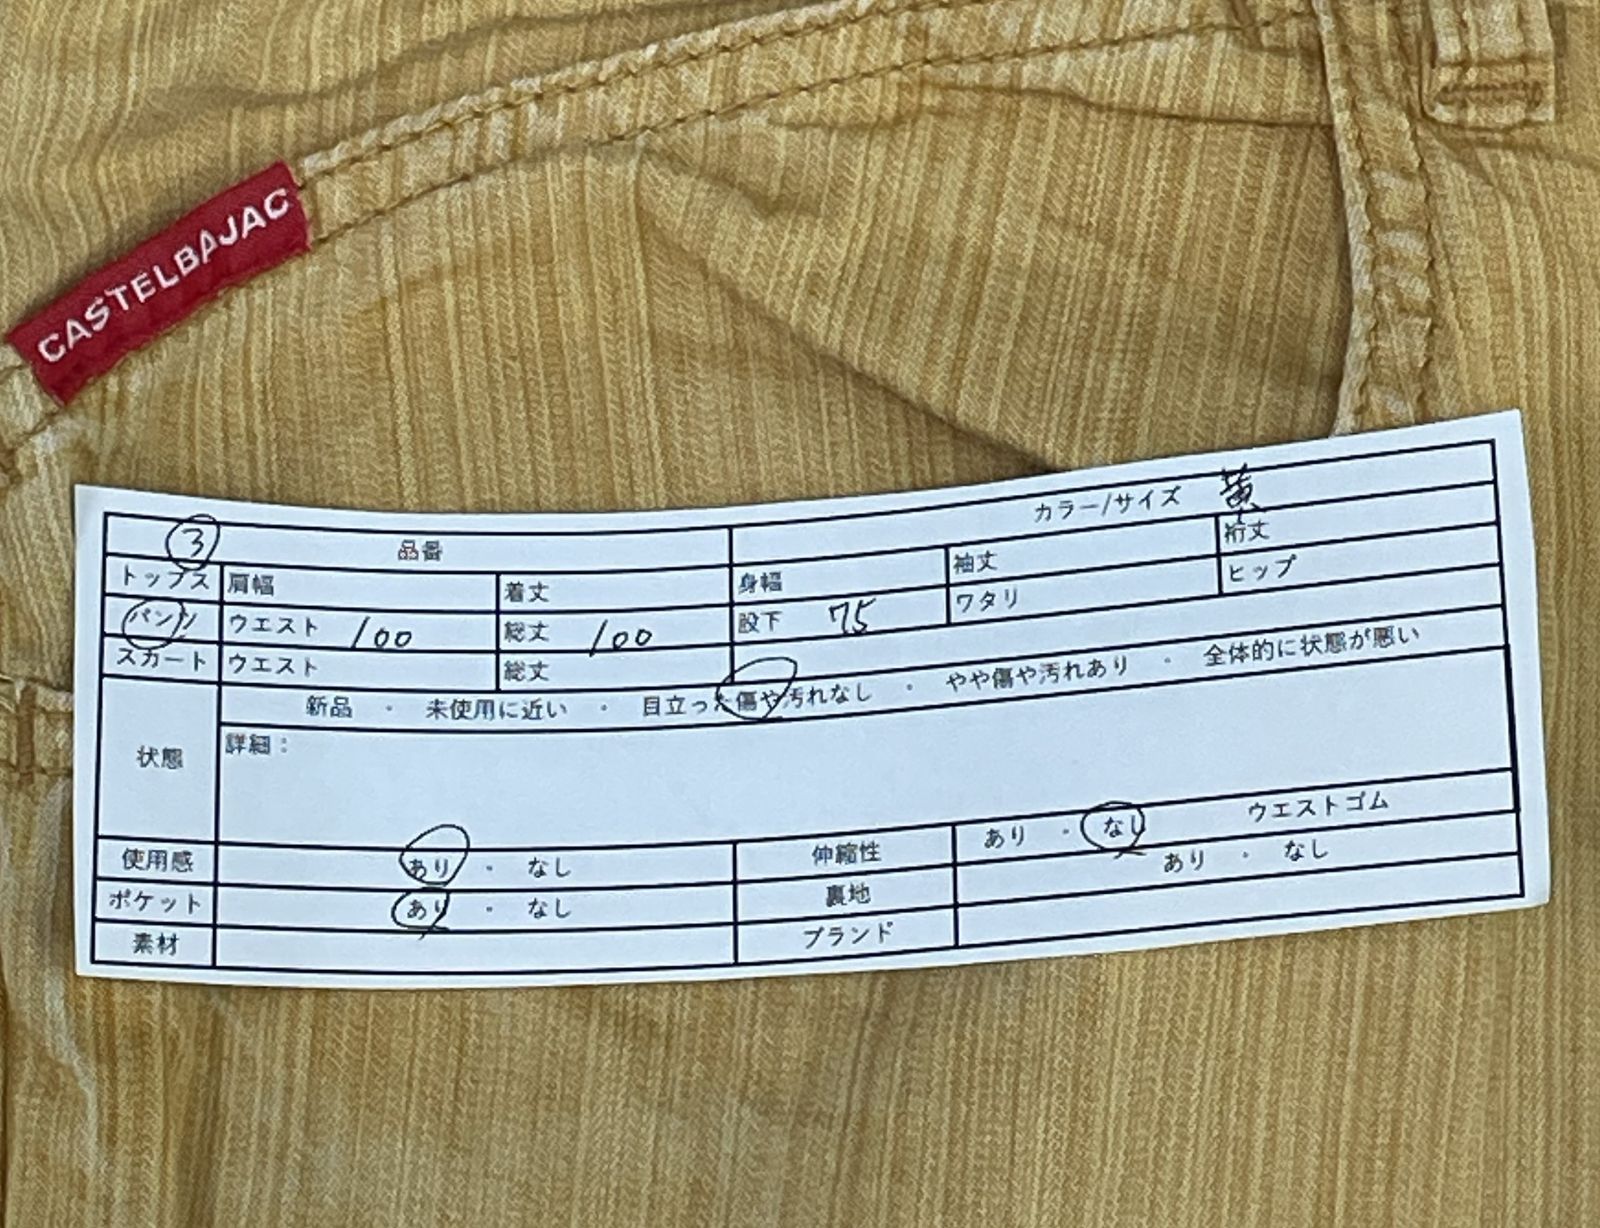 CASTELBAJAC
③ 品番 カラー/サイズ 黄
トップス 肩幅 着丈 身幅 袖丈 裄丈
パンツ ウエスト 100 総丈 100 股下 75 ワタリ ヒップ
スカート ウエスト 総丈
状態 新品 ・ 未使用に近い ・ 目立った傷や汚れなし ・ やや傷や汚れあり ・ 全体的に状態が悪い
詳細：
使用感 あり ・ なし 伸縮性 あり ・ なし ウエストゴム
ポケット あり ・ なし 裏地 あり ・ なし
素材 ブランド